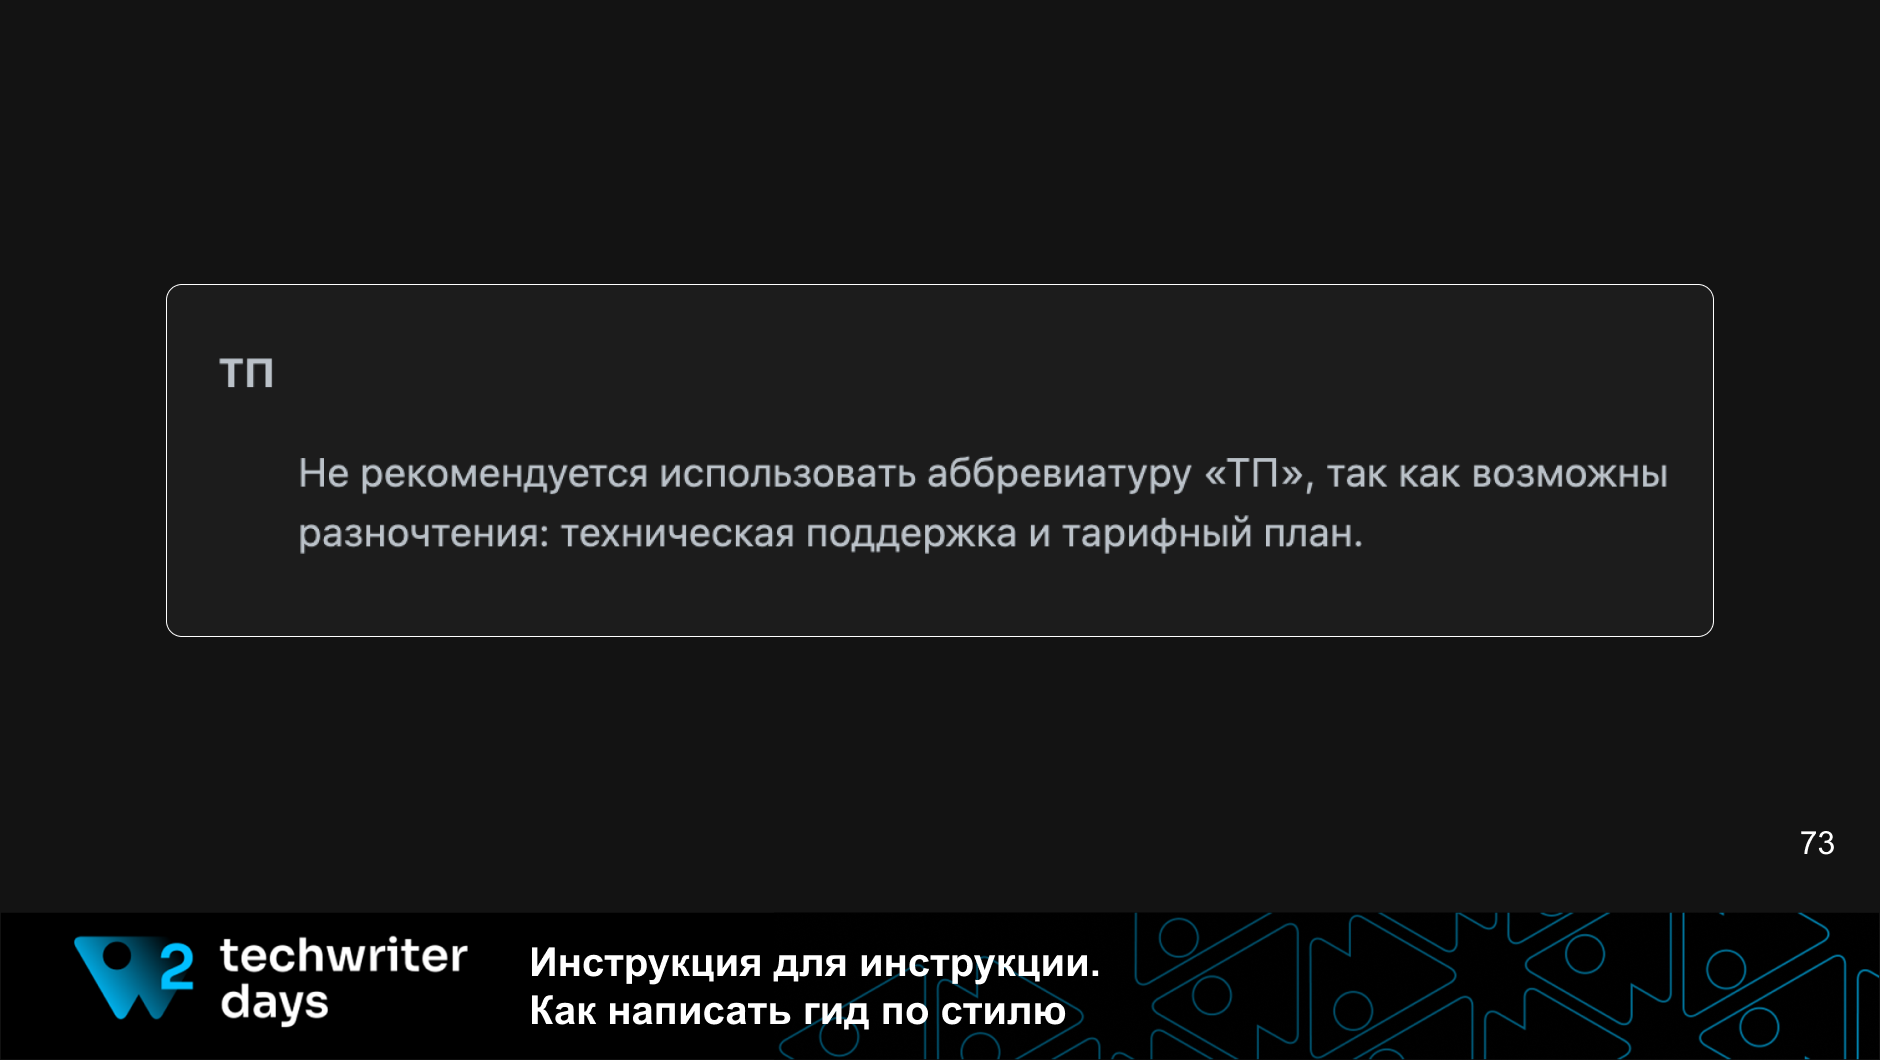 ТП
Не рекомендуется использовать аббревиатуру «ТП», так как возможны
разночтения: техническая поддержка и тарифный план.
73
2 techwriter
days
Инструкция для инструкции.
Как написать гид по стилю